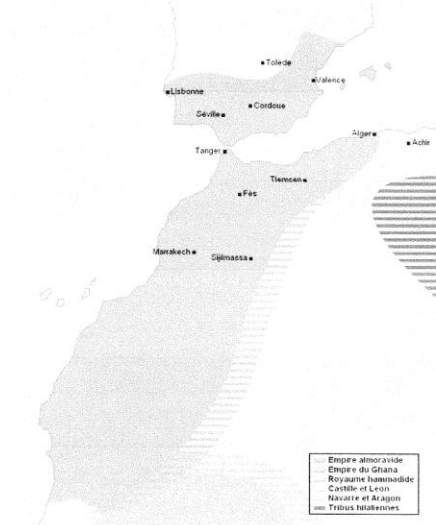 Tolede
Valence
Lisbonne
Cordoue
Séville
Alger
Achir
Tanger
Tlemcen
Fès
Marrakech
Sijilmassa
Empire almoravide
Empire du Ghana
Royaume hammadide
Castille et Leon
Navarre et Aragon
Tribus hilaliennes